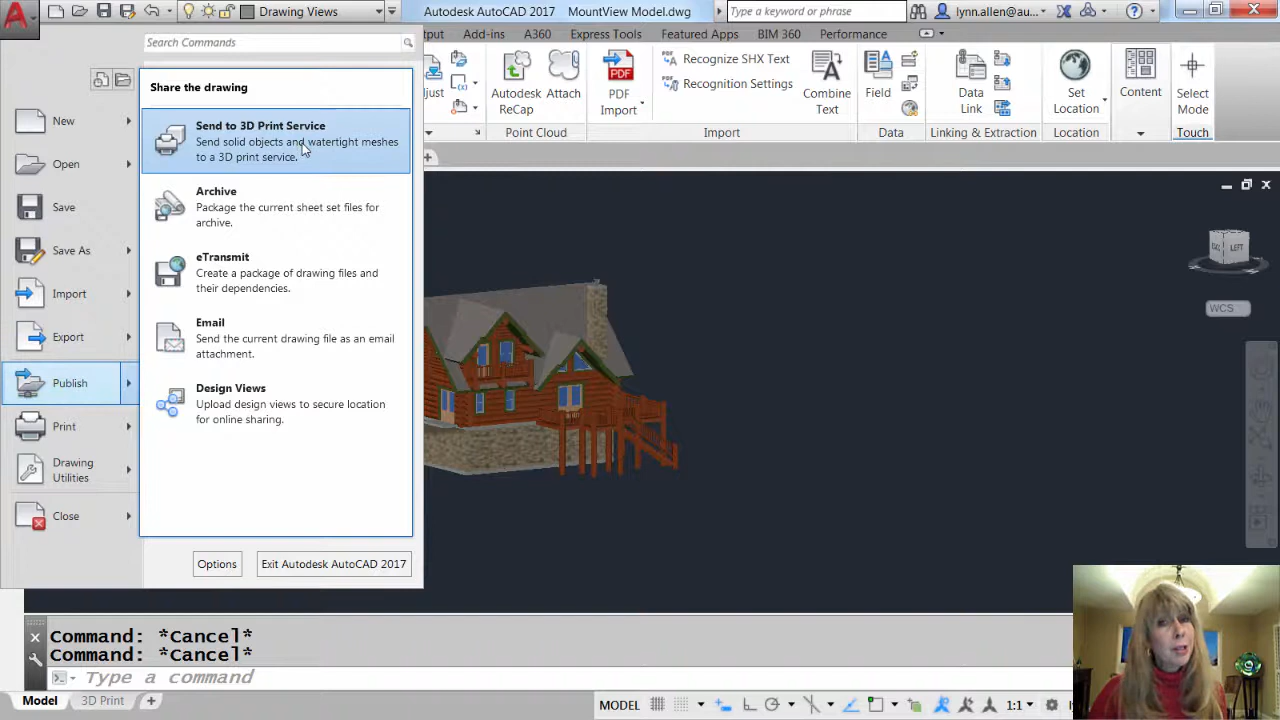 Drawing Views
Autodesk AutoCAD 2017 MountView Model.dwg
Type a keyword or phrase
lynn.allen@au...
Search Commands
tput Add-ins A360 Express Tools Featured Apps BIM 360 Performance
Share the drawing
New
Open
Save
Save As
Import
Export
Publish
Print
Drawing
Utilities
Close
Send to 3D Print Service
Send solid objects and watertight meshes
to a 3D print service.
Archive
Package the current sheet set files for
archive.
eTransmit
Create a package of drawing files and
their dependencies.
Email
Send the current drawing file as an email
attachment.
Design Views
Upload design views to secure location
for online sharing.
Options
Exit Autodesk AutoCAD 2017
djust
Autodesk
ReCap
Attach
Point Cloud
PDF
Import
Recognize SHX Text
Recognition Settings
Combine
Text
Import
Field
Data
Data
Link
Linking & Extraction
Set
Location
Location
Content
Select
Mode
Touch
LEFT
WCS
Command: *Cancel*
Command: *Cancel*
Type a command
Model 3D Print
MODEL
1:1